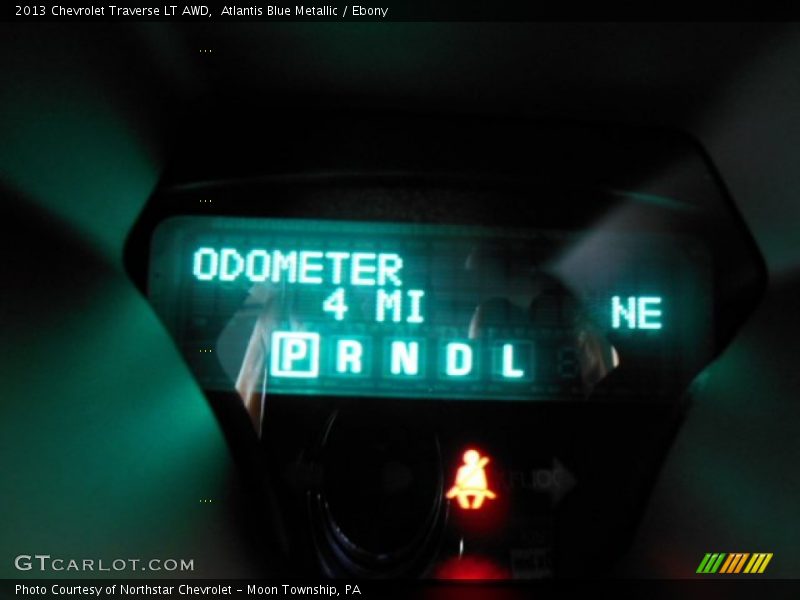 2013 Chevrolet Traverse LT AWD,  Atlantis Blue Metallic / Ebony
ODOMETER
4 MI
NE
P R N D L
GTCARLOT.COM
Photo Courtesy of Northstar Chevrolet - Moon Township, PA